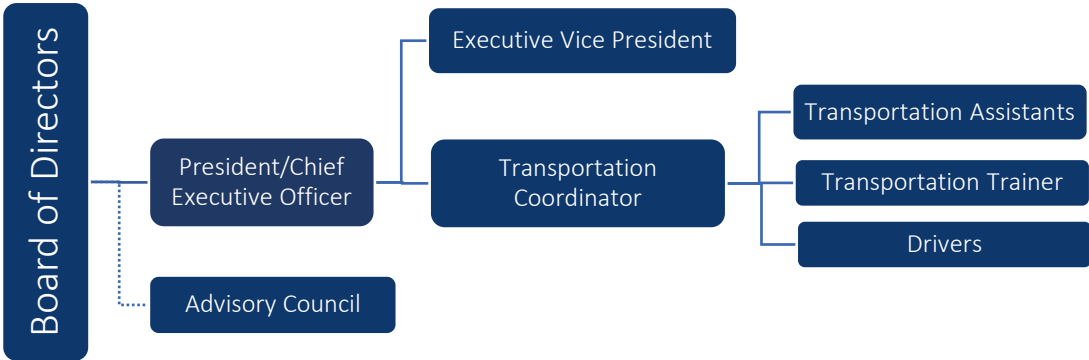 Board of Directors
President/Chief
Executive Officer
Advisory Council
Executive Vice President
Transportation
Coordinator
Transportation Assistants
Transportation Trainer
Drivers